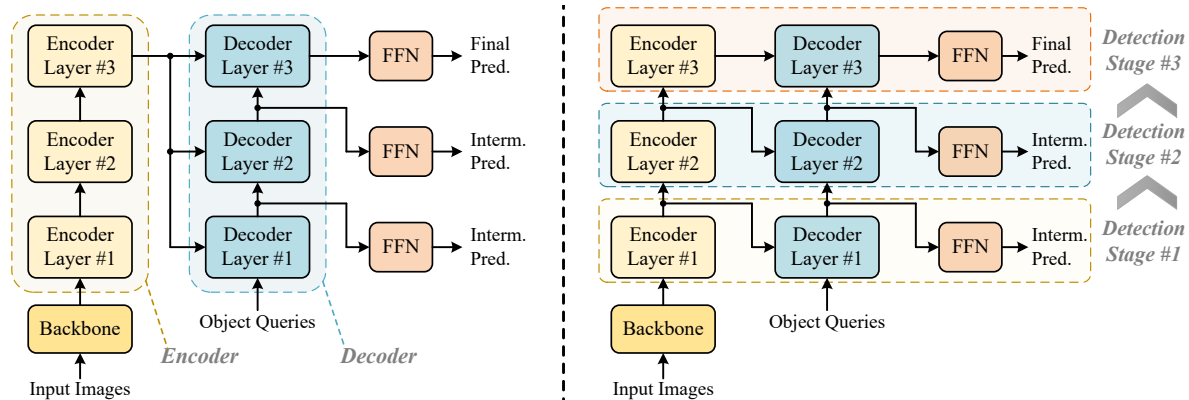 Encoder
Layer #3
Decoder
Layer #3
FFN
Final
Pred.
Encoder
Layer #2
Decoder
Layer #2
FFN
Interm.
Pred.
Encoder
Layer #1
Decoder
Layer #1
FFN
Interm.
Pred.
Backbone
Object Queries
Encoder
Decoder
Input Images
Encoder
Layer #3
Decoder
Layer #3
FFN
Final
Pred.
Detection
Stage #3
Encoder
Layer #2
Decoder
Layer #2
FFN
Interm.
Pred.
Detection
Stage #2
Encoder
Layer #1
Decoder
Layer #1
FFN
Interm.
Pred.
Detection
Stage #1
Backbone
Object Queries
Input Images